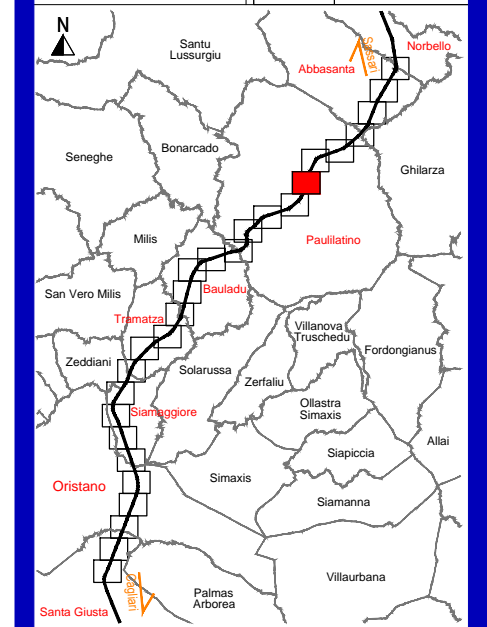 N
Santu
Lussurgiu
Norbello
Sassari
Abbasanta
Bonarcado
Seneghe
Ghilarza
Milis
Paulilatino
San Vero Milis
Bauladu
Tramatza
Villanova
Truschedu
Fordongianus
Zeddiani
Solarussa
Zerfaliu
Ollastra
Simaxis
Siamaggiore
Allai
Siapiccia
Simaxis
Oristano
Siamanna
Villaurbana
Cagliari
Palmas
Arborea
Santa Giusta